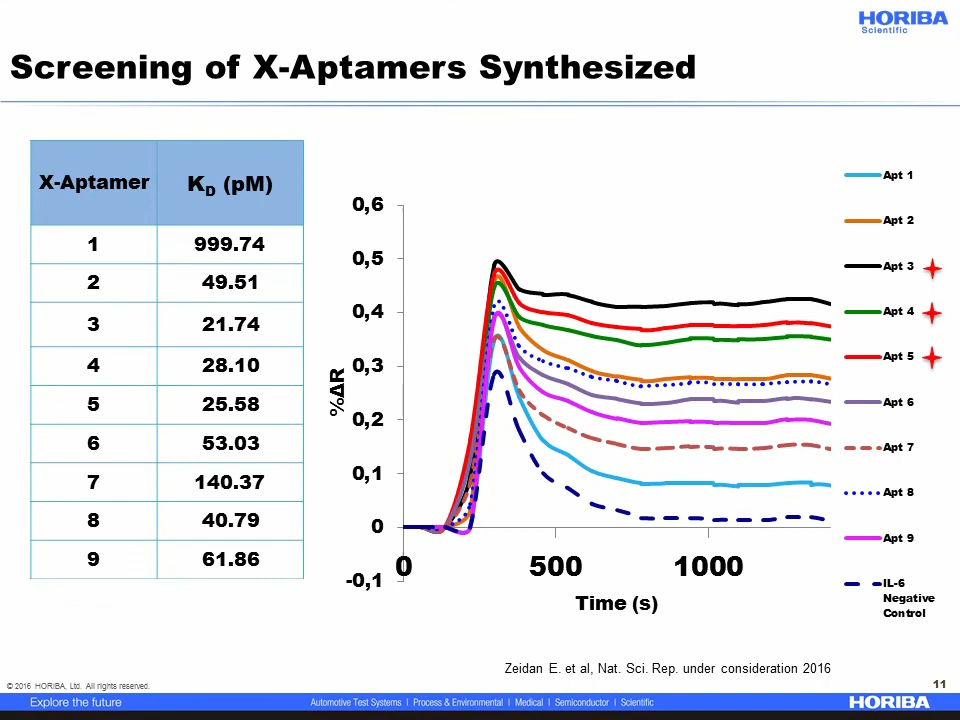 HORIBA
Scientific
Screening of X-Aptamers Synthesized
X-Aptamer KD (pM)
1 999.74
2 49.51
3 21.74
4 28.10
5 25.58
6 53.03
7 140.37
8 40.79
9 61.86
0,6
0,5
0,4
0,3
0,2
0,1
0
-0,1
%ΔR
0 500 1000
Time (s)
Apt 1
Apt 2
Apt 3
Apt 4
Apt 5
Apt 6
Apt 7
Apt 8
Apt 9
IL-6
Negative
Control
Zeidan E. et al, Nat. Sci. Rep. under consideration 2016
© 2016 HORIBA, Ltd. All rights reserved.
11
Explore the future
Automotive Test Systems | Process & Environmental | Medical | Semiconductor | Scientific
HORIBA